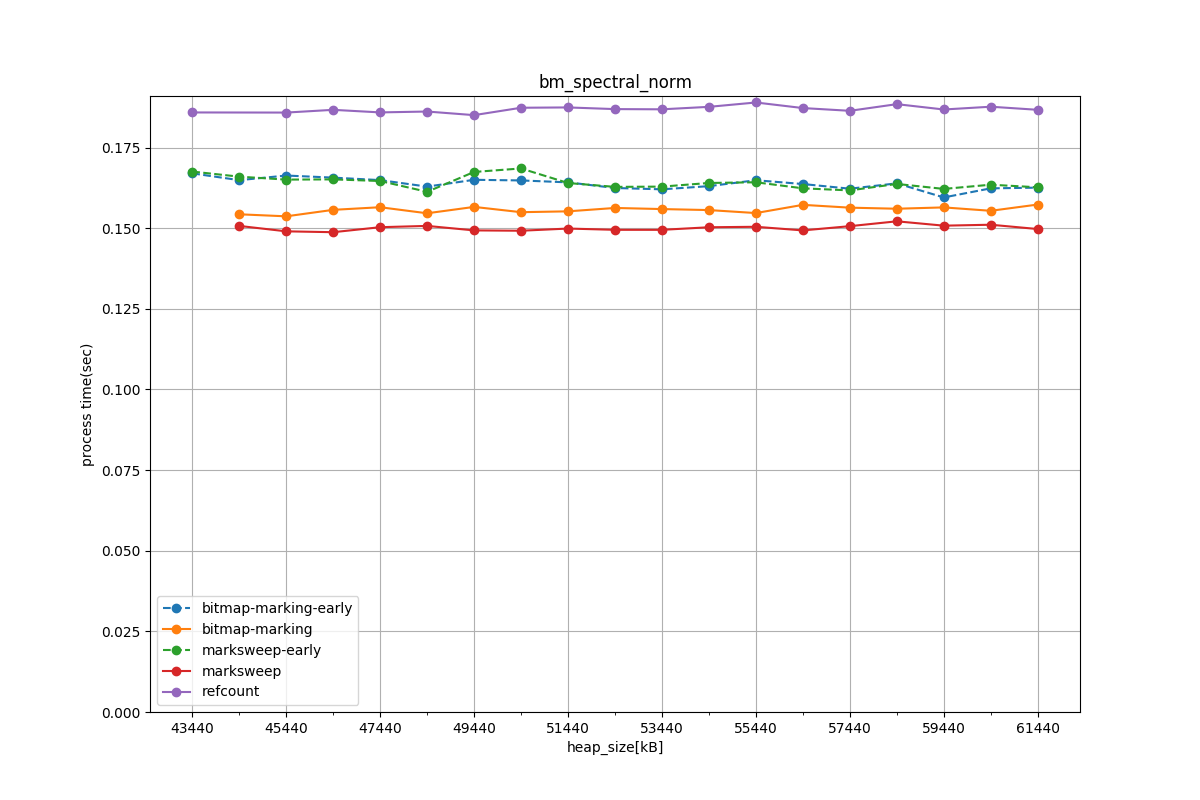 bm_spectral_norm
process time(sec)
0.175
0.150
0.125
0.100
0.075
0.050
0.025
0.000
bitmap-marking-early
bitmap-marking
marksweep-early
marksweep
refcount
43440 45440 47440 49440 51440 53440 55440 57440 59440 61440
heap_size[kB]